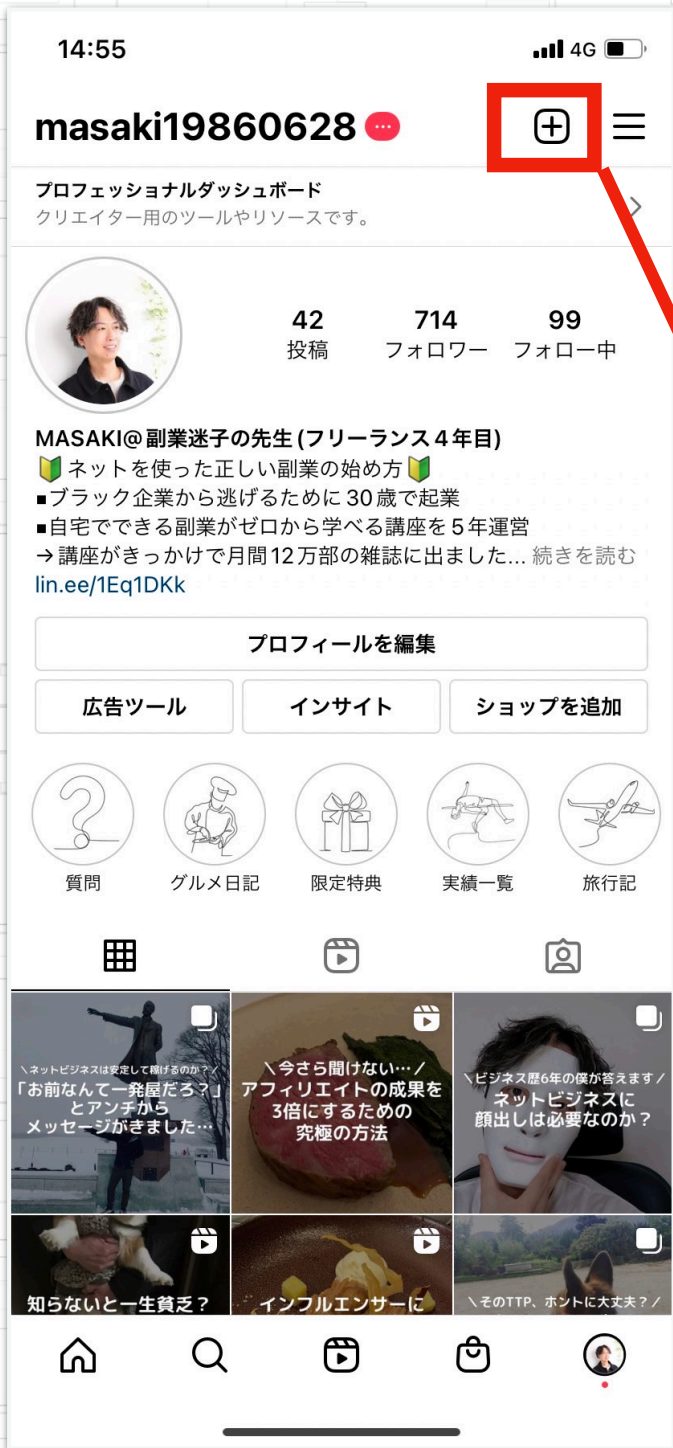 14:55
4G
masaki19860628
プロフェッショナルダッシュボード
クリエイター用のツールやリソースです。
42
714
99
投稿
フォロワー
フォロー中
MASAKI@副業迷子の先生(フリーランス４年目)
🔰ネットを使った正しい副業の始め方🔰
■ブラック企業から逃げるために30歳で起業
■自宅でできる副業がゼロから学べる講座を５年運営
→講座がきっかけで月間12万部の雑誌に出ました... 続きを読む
lin.ee/1Eq1DKk
プロフィールを編集
広告ツール
インサイト
ショップを追加
質問
グルメ日記
限定特典
実績一覧
旅行記
＼ネットビジネスは安定して稼げるのか？／
「お前なんて一発屋だろ？」
とアンチから
メッセージがきました…
＼今さら聞けない…／
アフィリエイトの成果を
3倍にするための
究極の方法
＼ビジネス歴6年の僕が答えます／
ネットビジネスに
顔出しは必要なのか？
知らないと一生貧乏？
インフルエンサーに
＼そのTTP、ホントに大丈夫？／